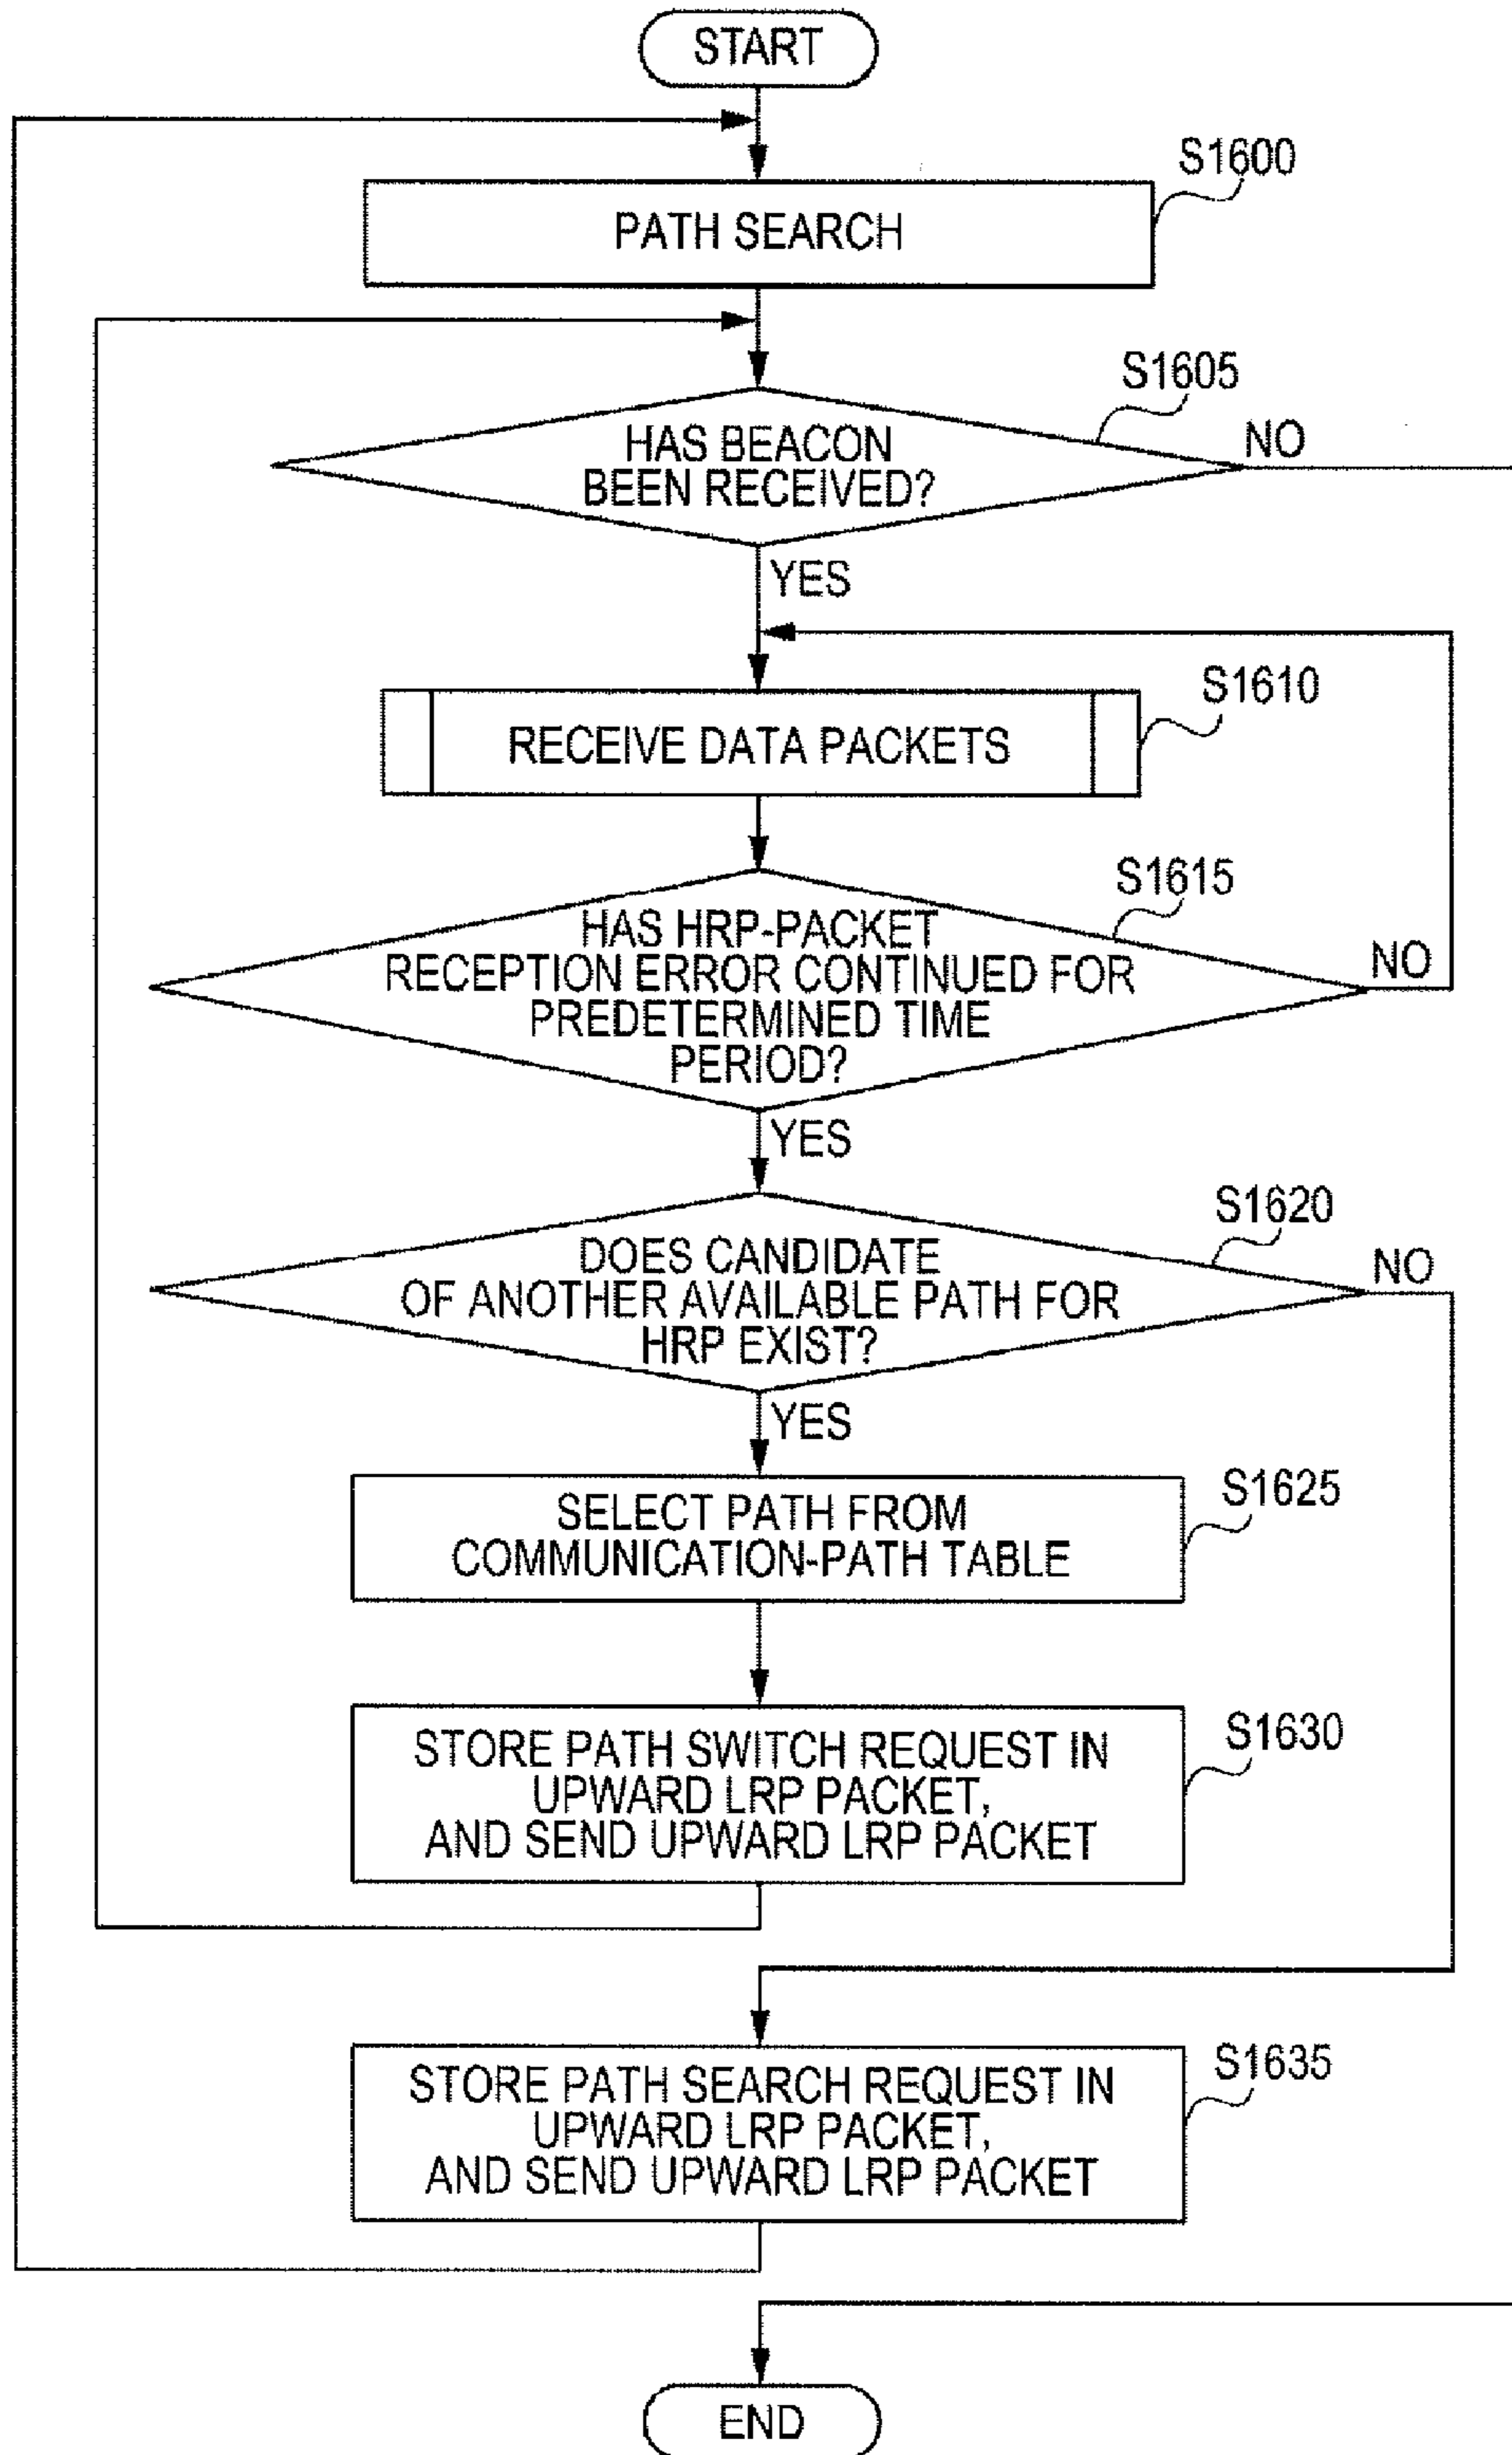 START
S1600
PATH SEARCH
S1605
HAS BEACON
BEEN RECEIVED?
NO
YES
S1610
RECEIVE DATA PACKETS
S1615
HAS HRP-PACKET
RECEPTION ERROR CONTINUED FOR
PREDETERMINED TIME
PERIOD?
NO
YES
S1620
DOES CANDIDATE
OF ANOTHER AVAILABLE PATH FOR
HRP EXIST?
NO
YES
S1625
SELECT PATH FROM
COMMUNICATION-PATH TABLE
S1630
STORE PATH SWITCH REQUEST IN
UPWARD LRP PACKET,
AND SEND UPWARD LRP PACKET
S1635
STORE PATH SEARCH REQUEST IN
UPWARD LRP PACKET,
AND SEND UPWARD LRP PACKET
END